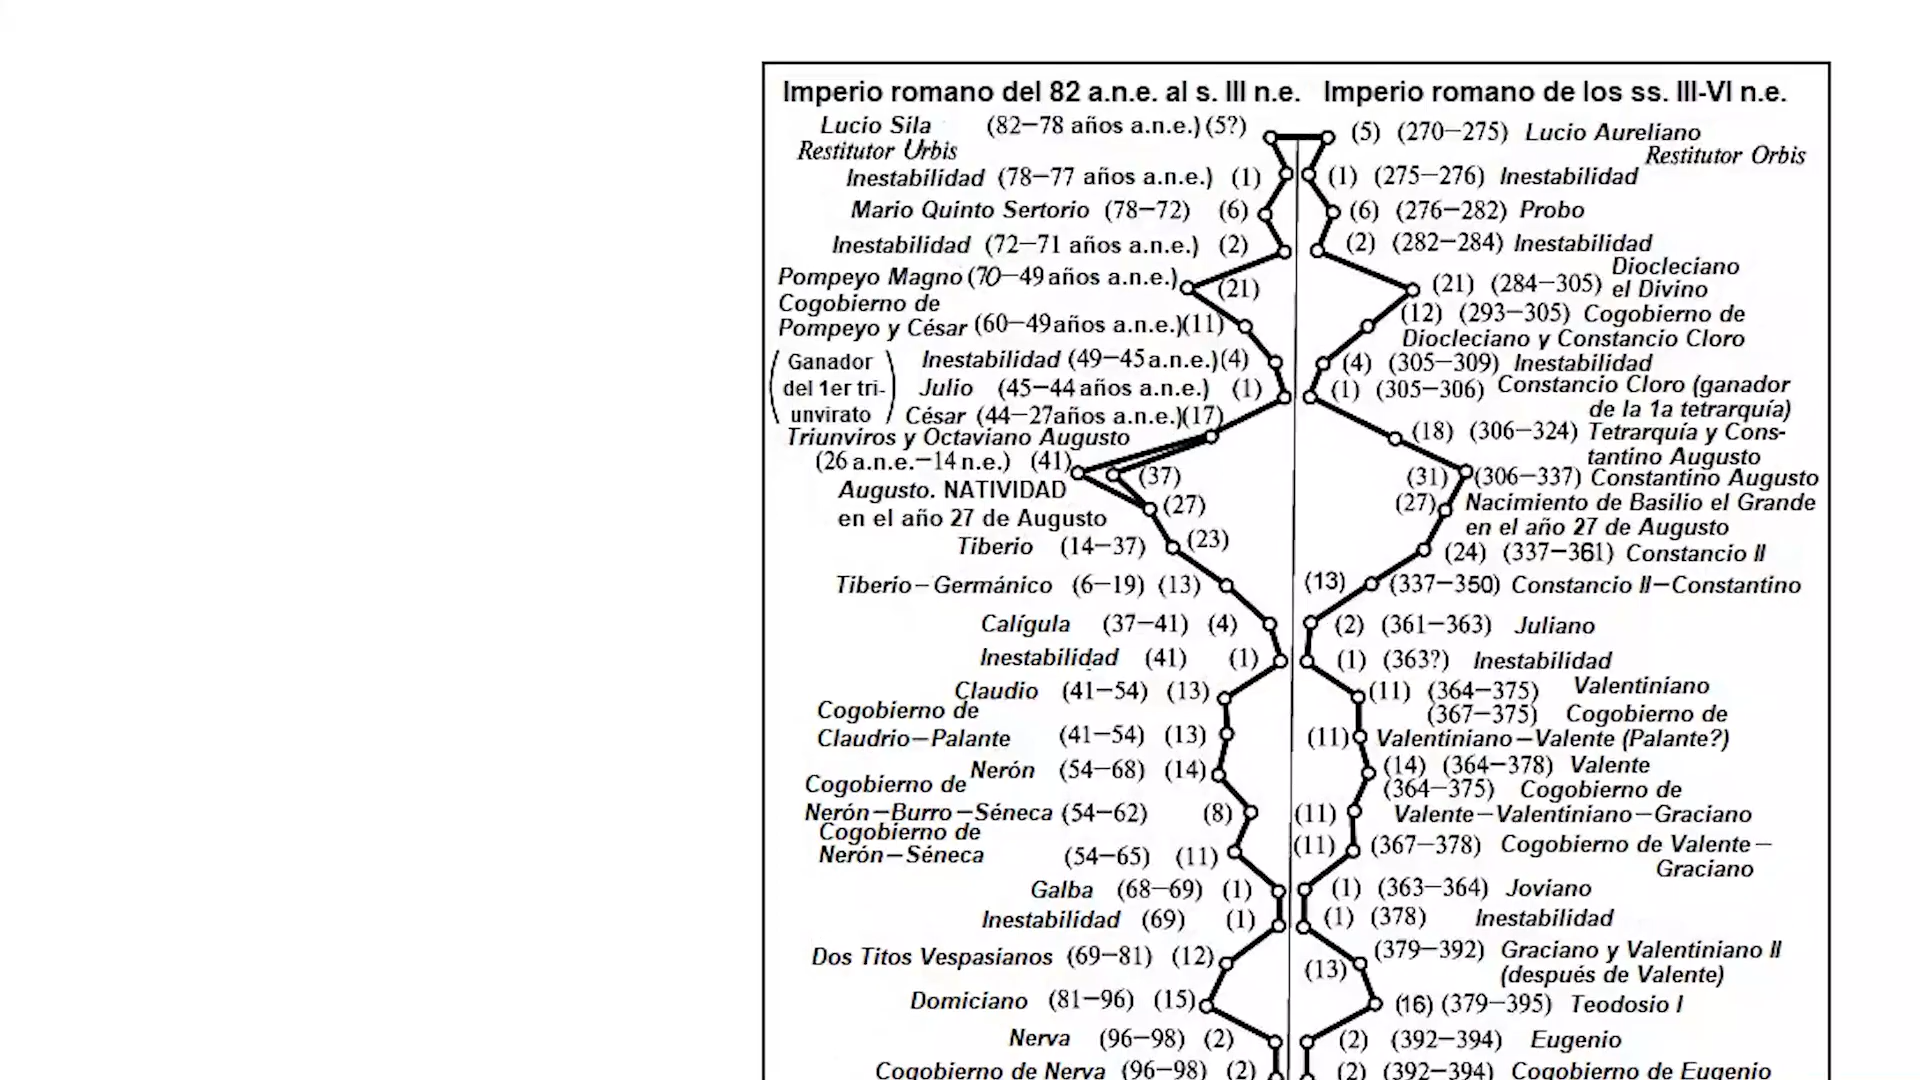 Imperio romano del 82 a.n.e. al s. III n.e.
Lucio Sila (82–78 años a.n.e.) (5?)
Restitutor Urbis
Inestabilidad (78–77 años a.n.e.) (1)
Mario Quinto Sertorio (78–72) (6)
Inestabilidad (72–71 años a.n.e.) (2)
Pompeyo Magno (70–49 años a.n.e.)
(21)
Cogobierno de
Pompeyo y César (60–49años a.n.e.)(11)
(Ganador
del 1er tri-
unvirato)
Inestabilidad (49–45 a.n.e.)(4)
Julio (45–44 años a.n.e.) (1)
César (44–27años a.n.e.)(17)
Triunviros y Octaviano Augusto
(26 a.n.e.–14 n.e.) (41)
(37)
Augusto. NATIVIDAD
(27)
en el año 27 de Augusto
Tiberio (14–37) (23)
Tiberio–Germánico (6–19) (13)
Calígula (37–41) (4)
Inestabilidad (41) (1)
Claudio (41–54) (13)
Cogobierno de
Claudrio–Palante (41–54) (13)
Nerón (54–68) (14)
Cogobierno de
Nerón–Burro–Séneca (54–62) (8)
Cogobierno de
Nerón–Séneca (54–65) (11)
Galba (68–69) (1)
Inestabilidad (69) (1)
Dos Titos Vespasianos (69–81) (12)
Domiciano (81–96) (15)
Nerva (96–98) (2)
Cogobierno de Nerva (96–98) (2)
Imperio romano de los ss. III-VI n.e.
(5) (270–275) Lucio Aureliano
Restitutor Orbis
(1) (275–276) Inestabilidad
(6) (276–282) Probo
(2) (282–284) Inestabilidad
Diocleciano
(21) (284–305) el Divino
(12) (293–305) Cogobierno de
Diocleciano y Constancio Cloro
(4) (305–309) Inestabilidad
(1) (305–306) Constancio Cloro (ganador
de la 1a tetrarquía)
(18) (306–324) Tetrarquía y Cons-
tantino Augusto
(31) (306–337) Constantino Augusto
(27) Nacimiento de Basilio el Grande
en el año 27 de Augusto
(24) (337–361) Constancio II
(13) (337–350) Constancio II–Constantino
(2) (361–363) Juliano
(1) (363?) Inestabilidad
(11) (364–375) Valentiniano
(367–375) Cogobierno de
(11) Valentiniano–Valente (Palante?)
(14) (364–378) Valente
(364–375) Cogobierno de
(11) Valente–Valentiniano–Graciano
(11) (367–378) Cogobierno de Valente–
Graciano
(1) (363–364) Joviano
(1) (378) Inestabilidad
(379–392) Graciano y Valentiniano II
(13) (después de Valente)
(16) (379–395) Teodosio I
(2) (392–394) Eugenio
(2) (392–394) Cogobierno de Eugenio